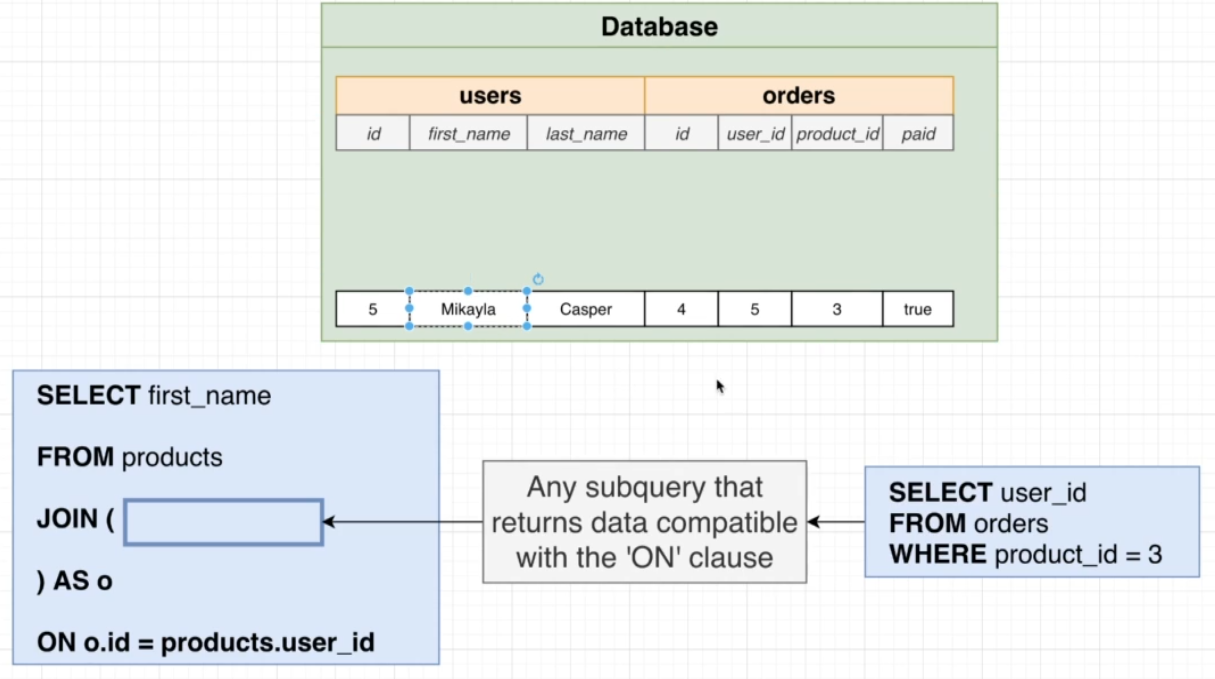 Database
users orders
id first_name last_name id user_id product_id paid
5 Mikayla Casper 4 5 3 true
SELECT first_name
FROM products
JOIN (
) AS o
ON o.id = products.user_id
Any subquery that
returns data compatible
with the 'ON' clause
SELECT user_id
FROM orders
WHERE product_id = 3